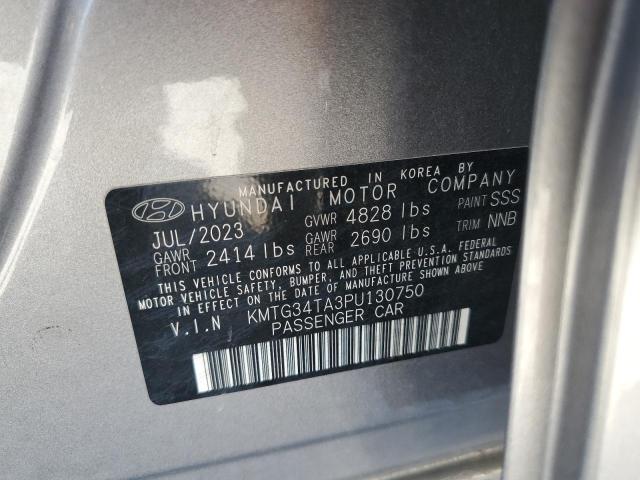 MANUFACTURED IN KOREA BY
HYUNDAI MOTOR COMPANY
JUL/2023 GVWR 4828 lbs PAINT SSS
GAWR FRONT 2414 lbs GAWR REAR 2690 lbs TRIM NNB
THIS VEHICLE CONFORMS TO ALL APPLICABLE U.S.A. FEDERAL
MOTOR VEHICLE SAFETY, BUMPER, AND THEFT PREVENTION STANDARDS
IN EFFECT ON THE DATE OF MANUFACTURE SHOWN ABOVE.
V.I.N KMTG34TA3PU130750
PASSENGER CAR